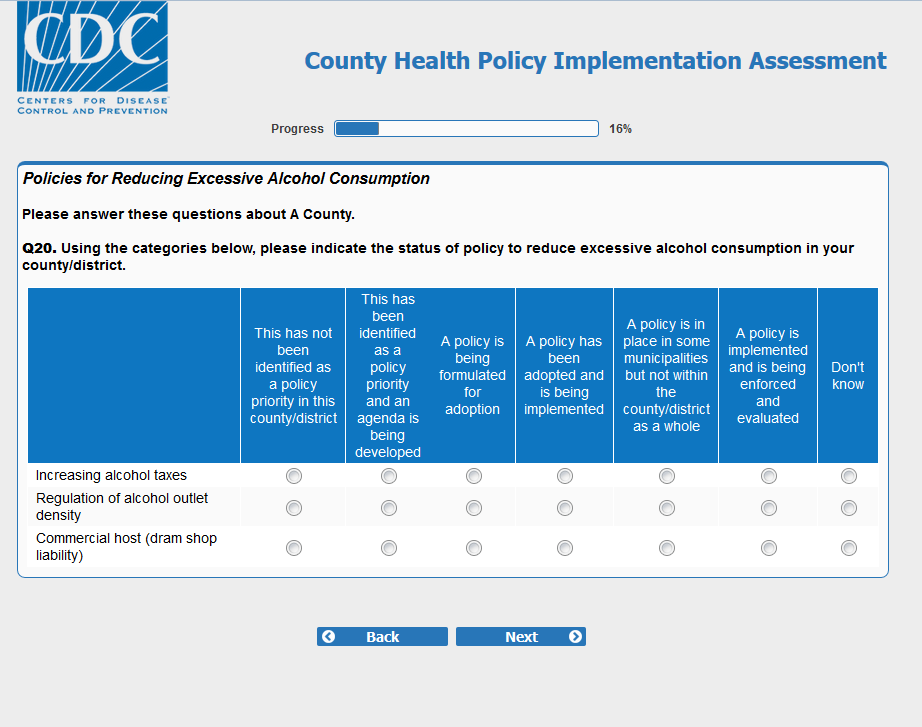 CDC
CENTERS FOR DISEASE
CONTROL AND PREVENTION
County Health Policy Implementation Assessment
Progress 16%
Policies for Reducing Excessive Alcohol Consumption
Please answer these questions about A County.
Q20. Using the categories below, please indicate the status of policy to reduce excessive alcohol consumption in your
county/district.
This has not
been
identified as
a policy
priority in this
county/district
This has
been
identified
as a
policy
priority
and an
agenda is
being
developed
A policy is
being
formulated
for
adoption
A policy has
been
adopted and
is being
implemented
A policy is in
place in some
municipalities
but not within
the
county/district
as a whole
A policy is
implemented
and is being
enforced
and
evaluated
Don't
know
Increasing alcohol taxes
Regulation of alcohol outlet
density
Commercial host (dram shop
liability)
Back
Next